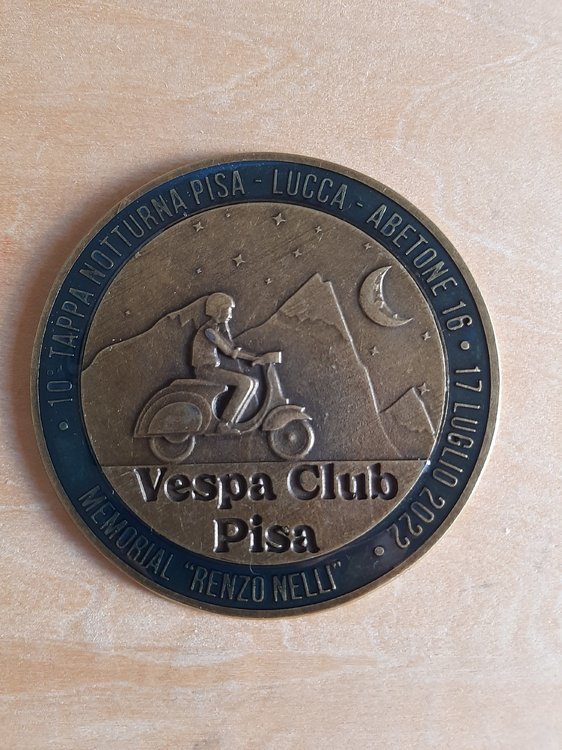 10° TAPPA NOTTURNA PISA - LUCCA - ABETONE 16 • 17 LUGLIO 2022 •
Vespa Club
Pisa
MEMORIAL "RENZO NELLI" •